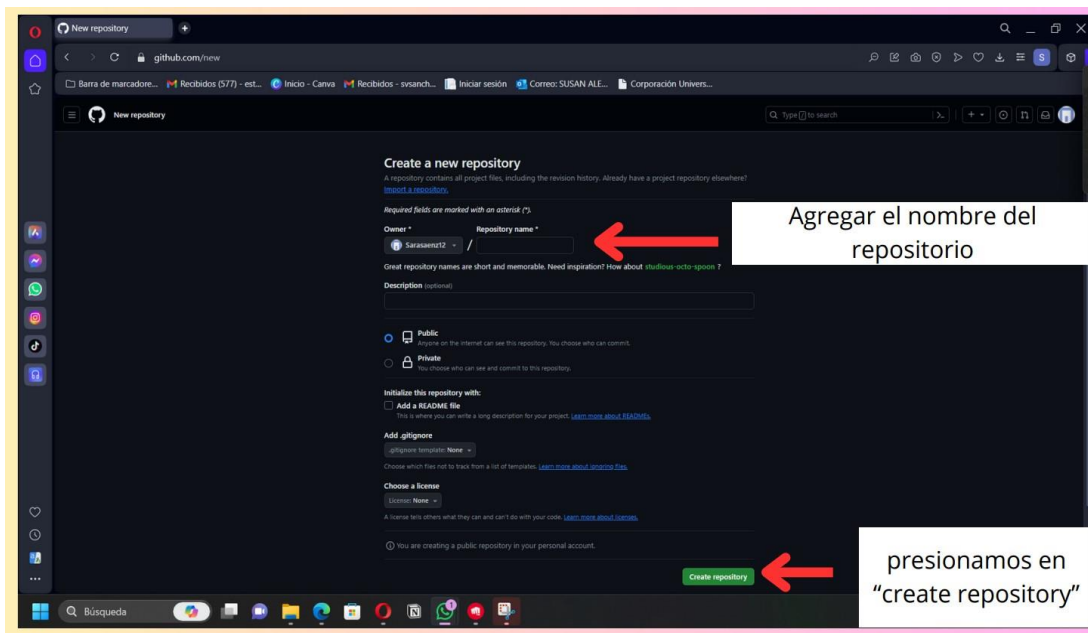 New repository
github.com/new
S
Barra de marcadore...
Recibidos (577) - est...
Inicio - Canva
Recibidos - svsanch...
Iniciar sesión
Correo: SUSAN ALE...
Corporación Univers...
New repository
Type / to search
Create a new repository
A repository contains all project files, including the revision history. Already have a project repository elsewhere?
Import a repository.
Required fields are marked with an asterisk (*).
Owner * Repository name *
Sarasaenz12 /
Agregar el nombre del
repositorio
Great repository names are short and memorable. Need inspiration? How about studious-octo-spoon ?
Description (optional)
Public
Anyone on the internet can see this repository. You choose who can commit.
Private
You choose who can see and commit to this repository.
Initialize this repository with:
Add a README file
This is where you can write a long description for your project. Learn more about READMEs.
Add .gitignore
.gitignore template: None
Choose which files not to track from a list of templates. Learn more about ignoring files.
Choose a license
License: None
A license tells others what they can and can't do with your code. Learn more about licenses.
You are creating a public repository in your personal account.
Create repository
presionamos en
“create repository”
Búsqueda